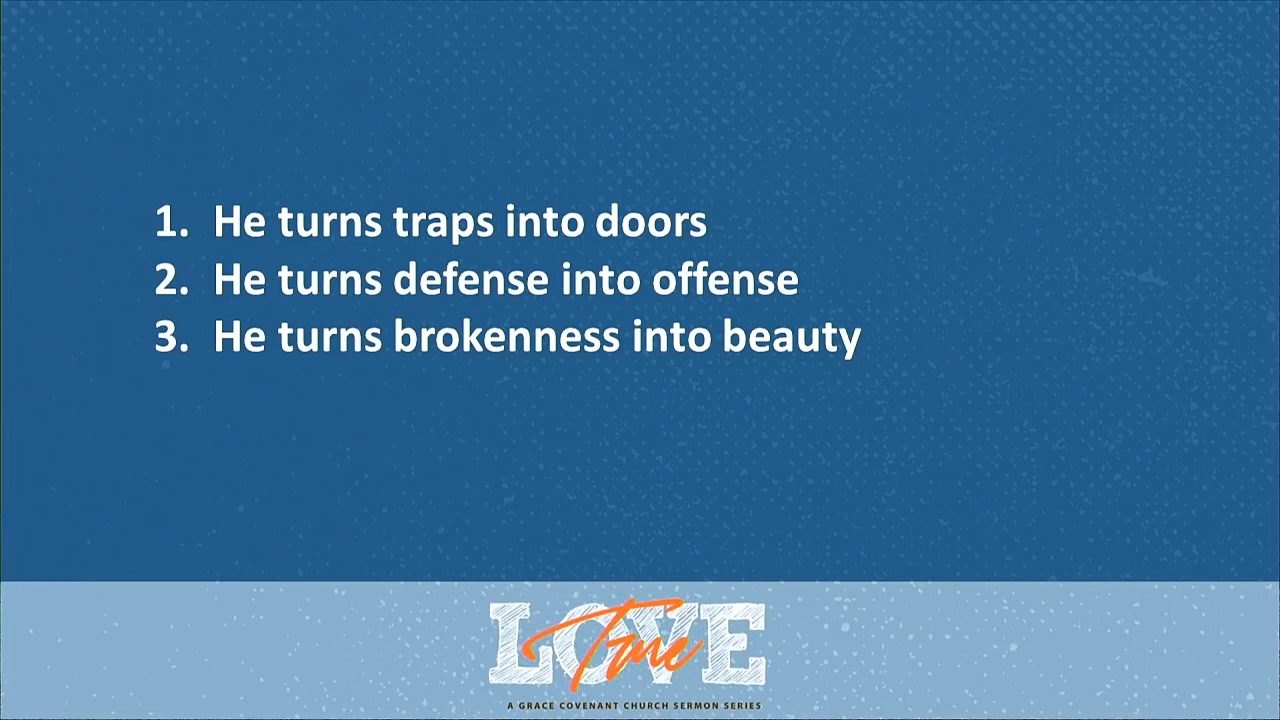 1. He turns traps into doors
2. He turns defense into offense
3. He turns brokenness into beauty
LOVE
True
A GRACE COVENANT CHURCH SERMON SERIES